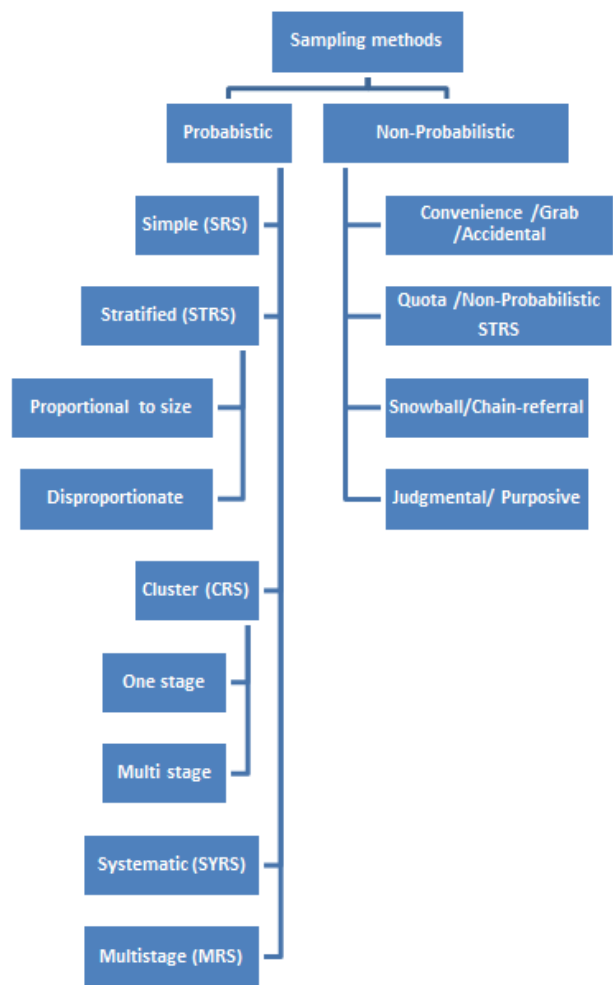 Sampling methods
Probabistic
Non-Probabilistic
Simple (SRS)
Convenience /Grab
/Accidental
Stratified (STRS)
Quota /Non-Probabilistic
STRS
Proportional to size
Snowball/Chain-referral
Disproportionate
Judgmental/ Purposive
Cluster (CRS)
One stage
Multi stage
Systematic (SYRS)
Multistage (MRS)